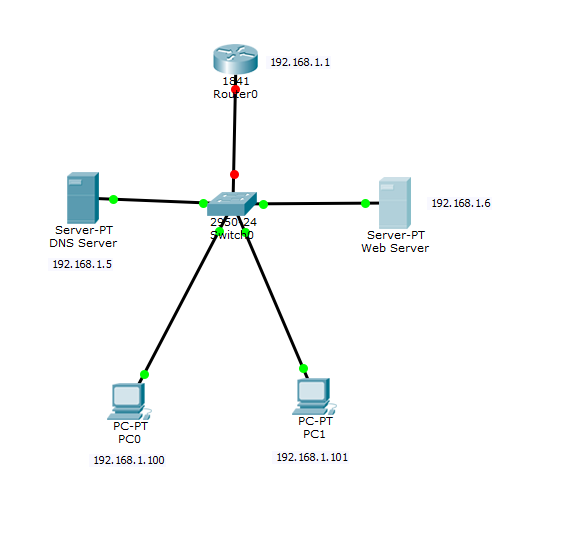 192.168.1.1
1841
Router0
2950-24
Switch0
Server-PT
DNS Server
192.168.1.5
192.168.1.6
Server-PT
Web Server
PC-PT
PC0
192.168.1.100
PC-PT
PC1
192.168.1.101